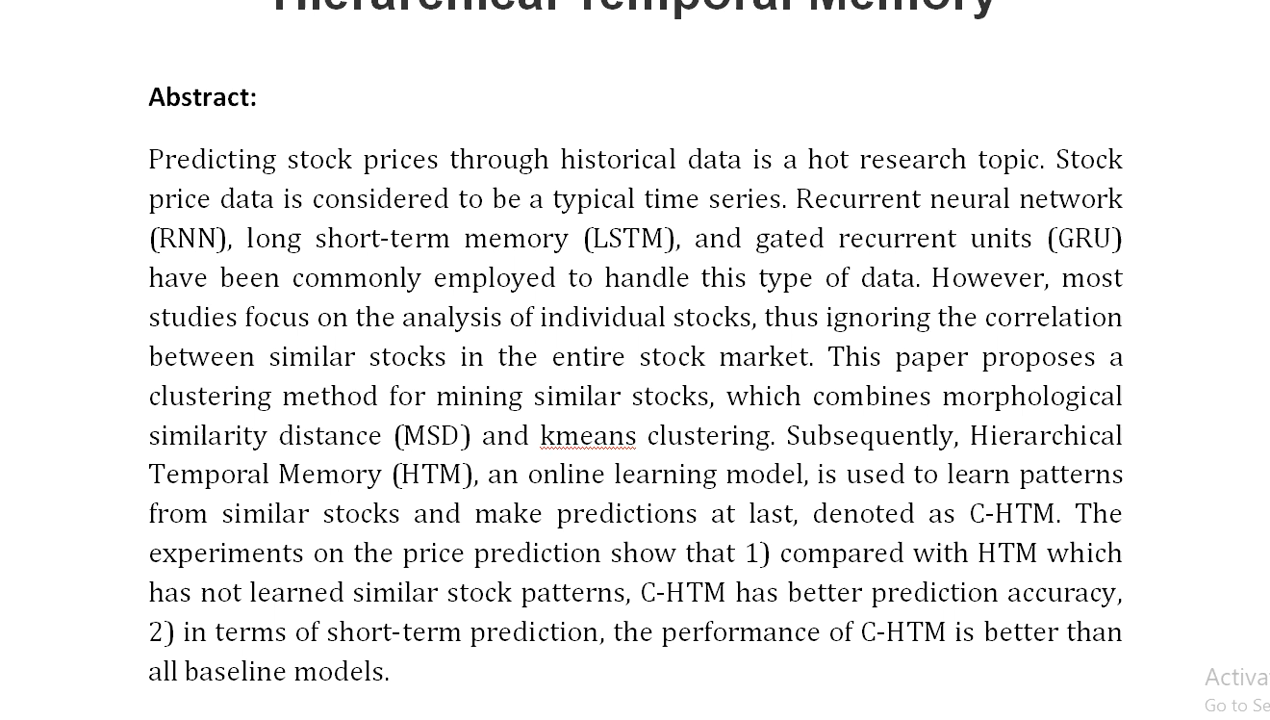 Hierarchical Temporal Memory
Abstract:
Predicting stock prices through historical data is a hot research topic. Stock
price data is considered to be a typical time series. Recurrent neural network
(RNN), long short-term memory (LSTM), and gated recurrent units (GRU)
have been commonly employed to handle this type of data. However, most
studies focus on the analysis of individual stocks, thus ignoring the correlation
between similar stocks in the entire stock market. This paper proposes a
clustering method for mining similar stocks, which combines morphological
similarity distance (MSD) and kmeans clustering. Subsequently, Hierarchical
Temporal Memory (HTM), an online learning model, is used to learn patterns
from similar stocks and make predictions at last, denoted as C-HTM. The
experiments on the price prediction show that 1) compared with HTM which
has not learned similar stock patterns, C-HTM has better prediction accuracy,
2) in terms of short-term prediction, the performance of C-HTM is better than
all baseline models.
Activa
Go to Se